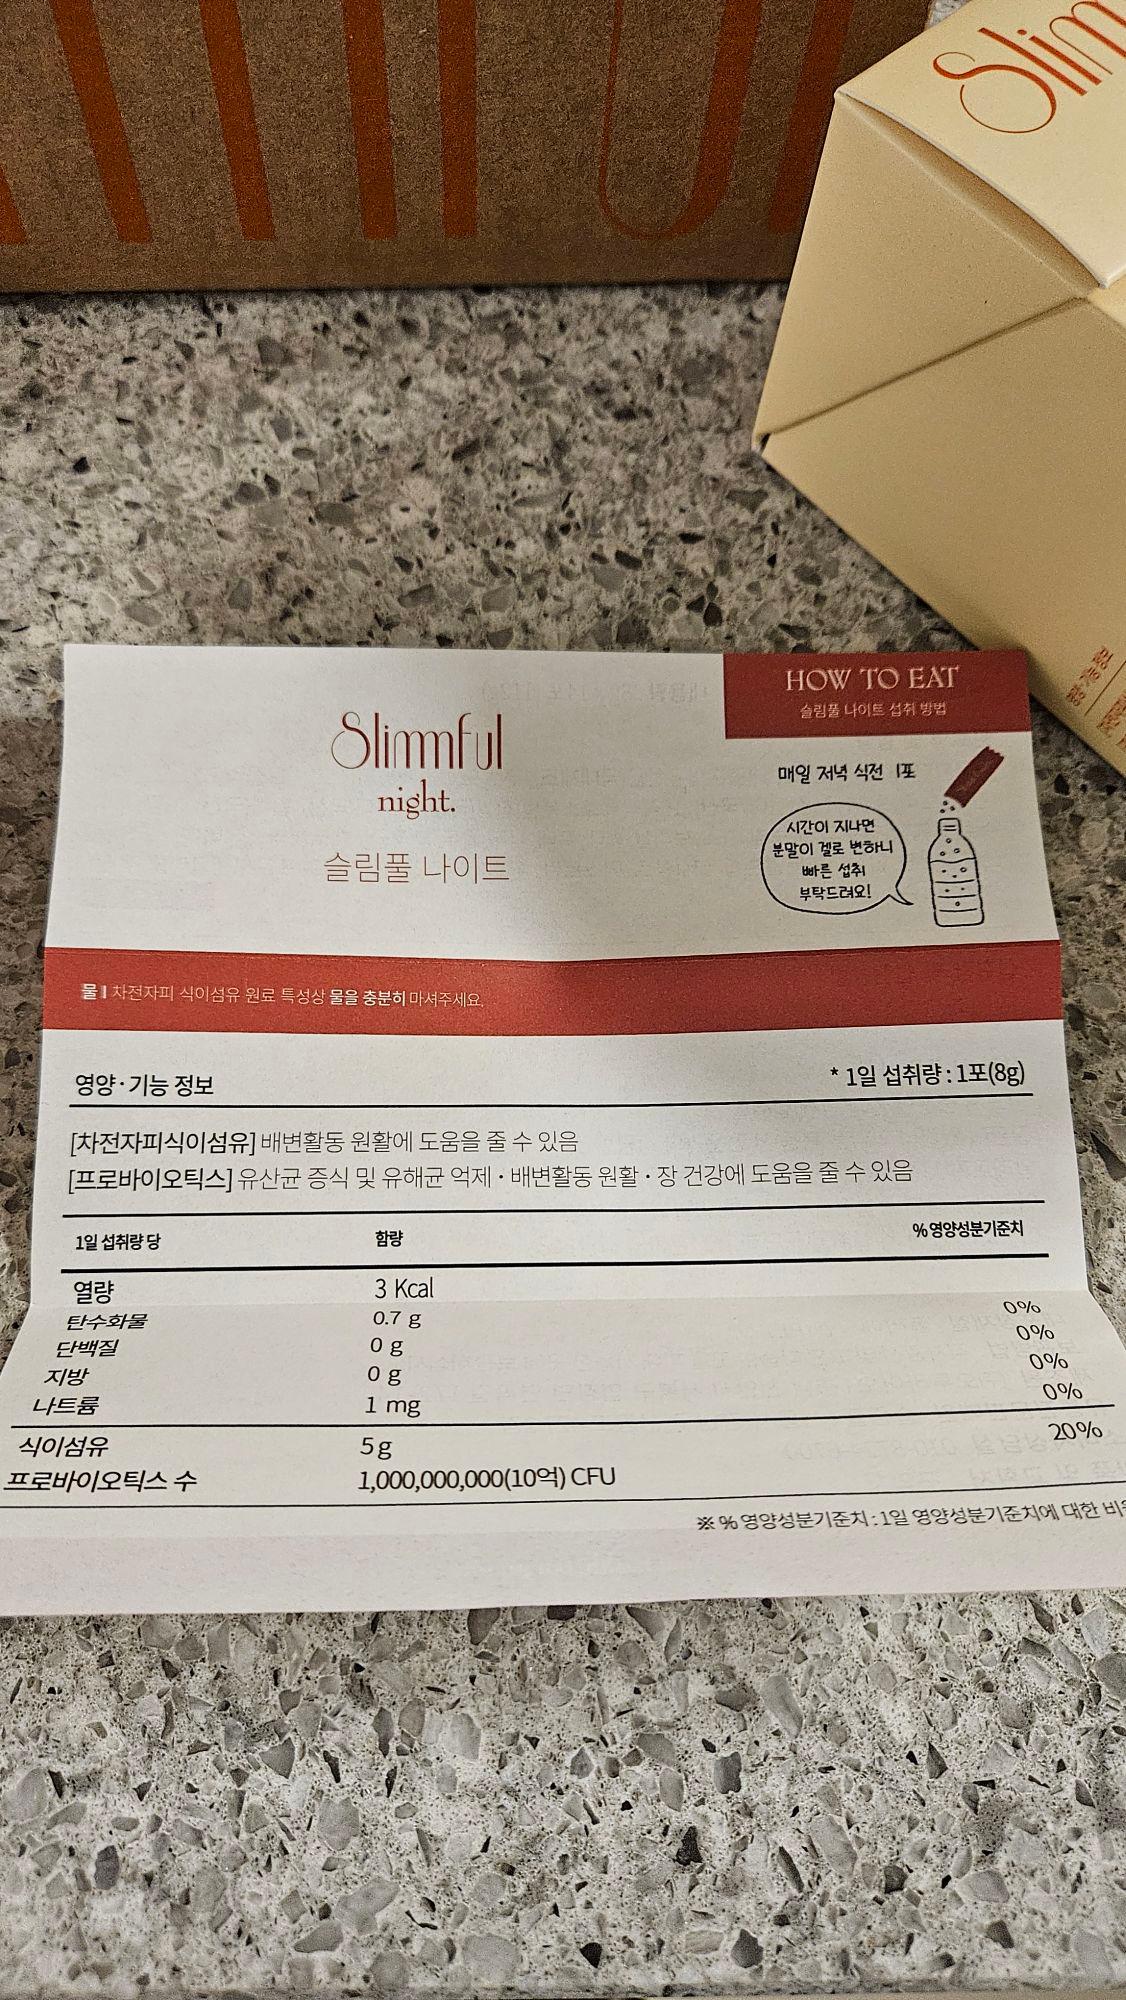 Slim
Slimmful
night.
슬림풀 나이트
HOW TO EAT
슬림풀 나이트 섭취 방법
매일 저녁 식전 1포
시간이 지나면
분말이 겔로 변하니
빠른 섭취
부탁드려요!
물! 차전자피 식이섬유 원료 특성상 물을 충분히 마셔주세요.
영양·기능 정보
* 1일 섭취량 : 1포(8g)
[차전자피식이섬유] 배변활동 원활에 도움을 줄 수 있음
[프로바이오틱스] 유산균 증식 및 유해균 억제·배변활동 원활·장 건강에 도움을 줄 수 있음
1일 섭취량 당 함량 % 영양성분기준치
열량 3 Kcal
탄수화물 0.7 g 0%
단백질 0 g 0%
지방 0 g 0%
나트륨 1 mg 0%
식이섬유 5g 20%
프로바이오틱스 수 1,000,000,000(10억) CFU
※ % 영양성분기준치 : 1일 영양성분기준치에 대한